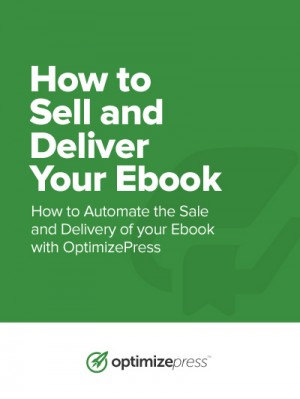 How to
Sell and
Deliver
Your Ebook
How to Automate the Sale
and Delivery of your Ebook
with OptimizePress
optimizepress™